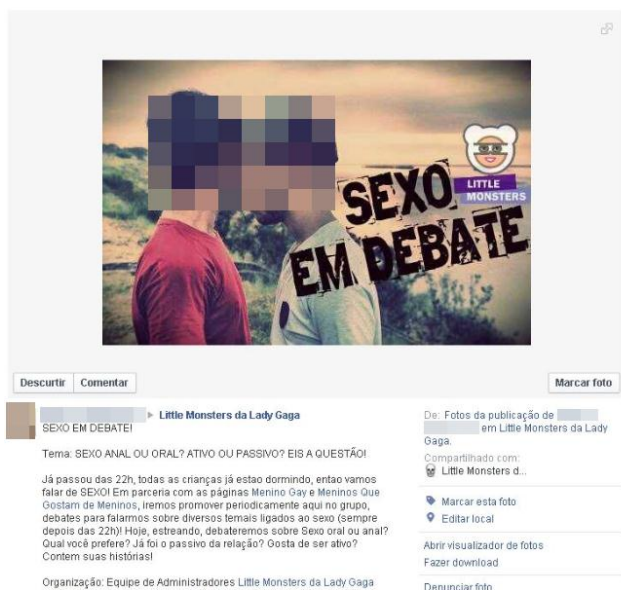 SEXO
EM DEBATE
LITTLE
MONSTERS
Descurtir Comentar Marcar foto
Little Monsters da Lady Gaga
SEXO EM DEBATE!
Tema: SEXO ANAL OU ORAL? ATIVO OU PASSIVO? EIS A QUESTÃO!
Já passou das 22h, todas as crianças já estao dormindo, entao vamos
falar de SEXO! Em parceria com as páginas Menino Gay e Meninos Que
Gostam de Meninos, iremos promover periodicamente aqui no grupo,
debates para falarmos sobre diversos temais ligados ao sexo (sempre
depois das 22h)! Hoje, estreando, debateremos sobre Sexo oral ou anal?
Qual você prefere? Já foi o passivo da relação? Gosta de ser ativo?
Contem suas histórias!
Organização: Equipe de Administradores Little Monsters da Lady Gaga
De: Fotos da publicação de
em Little Monsters da Lady
Gaga.
Compartilhado com:
Little Monsters d...
Marcar esta foto
Editar local
Abrir visualizador de fotos
Fazer download
Denunciar foto